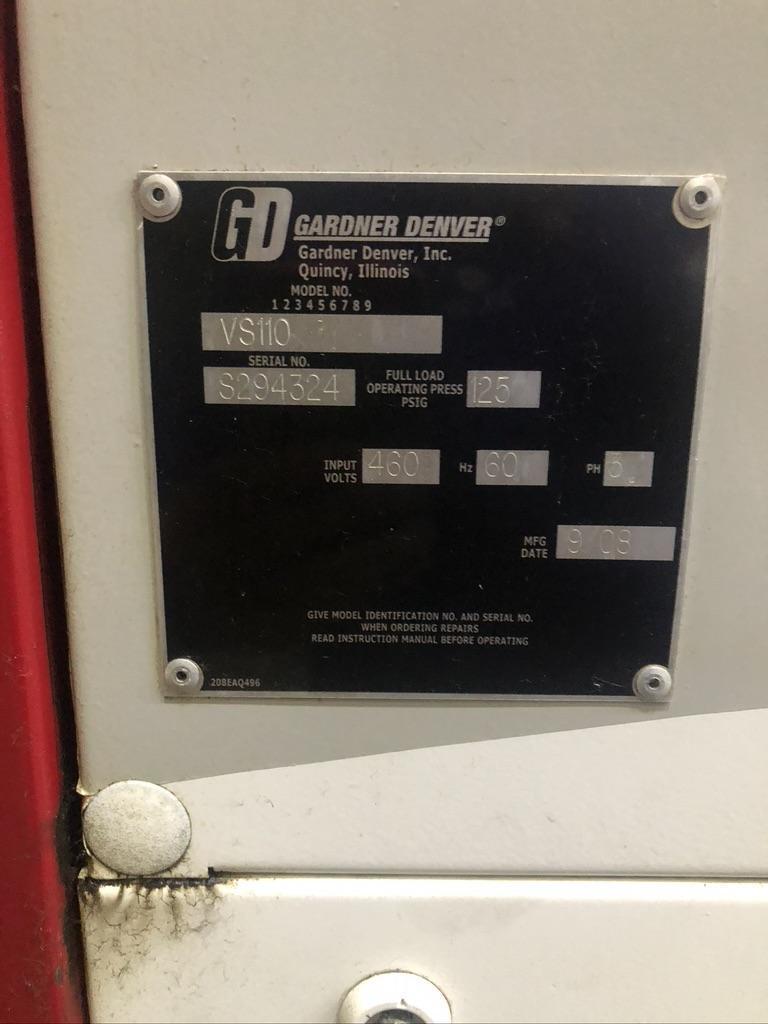 GD GARDNER DENVER®
Gardner Denver, Inc.
Quincy, Illinois
MODEL NO.
1 2 3 4 5 6 7 8 9
VS110
SERIAL NO.
S294324
FULL LOAD
OPERATING PRESS
PSIG
125
INPUT
VOLTS
460
Hz 60
PH 3
MFG
DATE
9/08
GIVE MODEL IDENTIFICATION NO. AND SERIAL NO.
WHEN ORDERING REPAIRS
READ INSTRUCTION MANUAL BEFORE OPERATING
208EAQ496